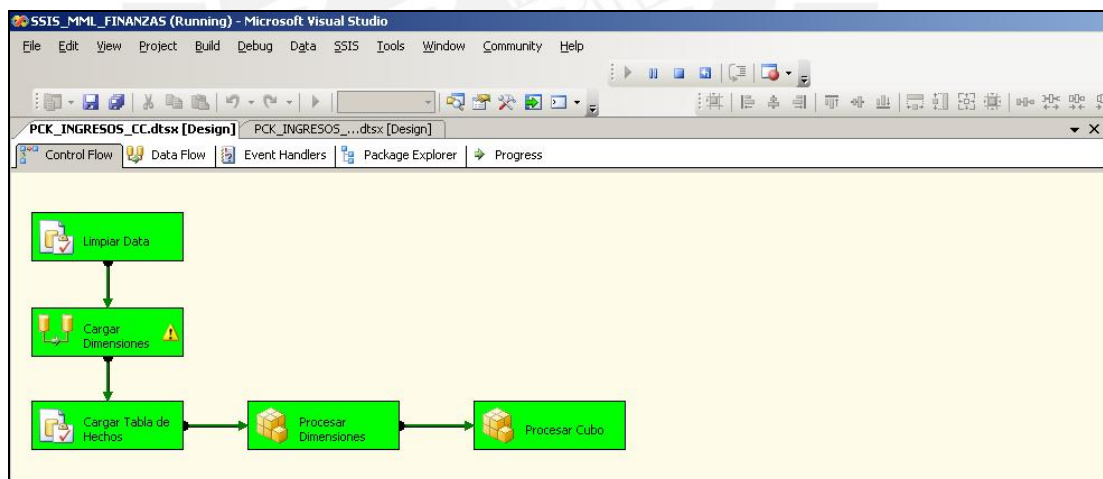 SSIS_MML_FINANZAS (Running) - Microsoft Visual Studio
File Edit View Project Build Debug Data SSIS Tools Window Community Help
PCK_INGRESOS_CC.dtsx [Design] PCK_INGRESOS_...dtsx [Design]
Control Flow Data Flow Event Handlers Package Explorer Progress
Limpiar Data
Cargar
Dimensiones
Cargar Tabla de
Hechos
Procesar
Dimensiones
Procesar Cubo